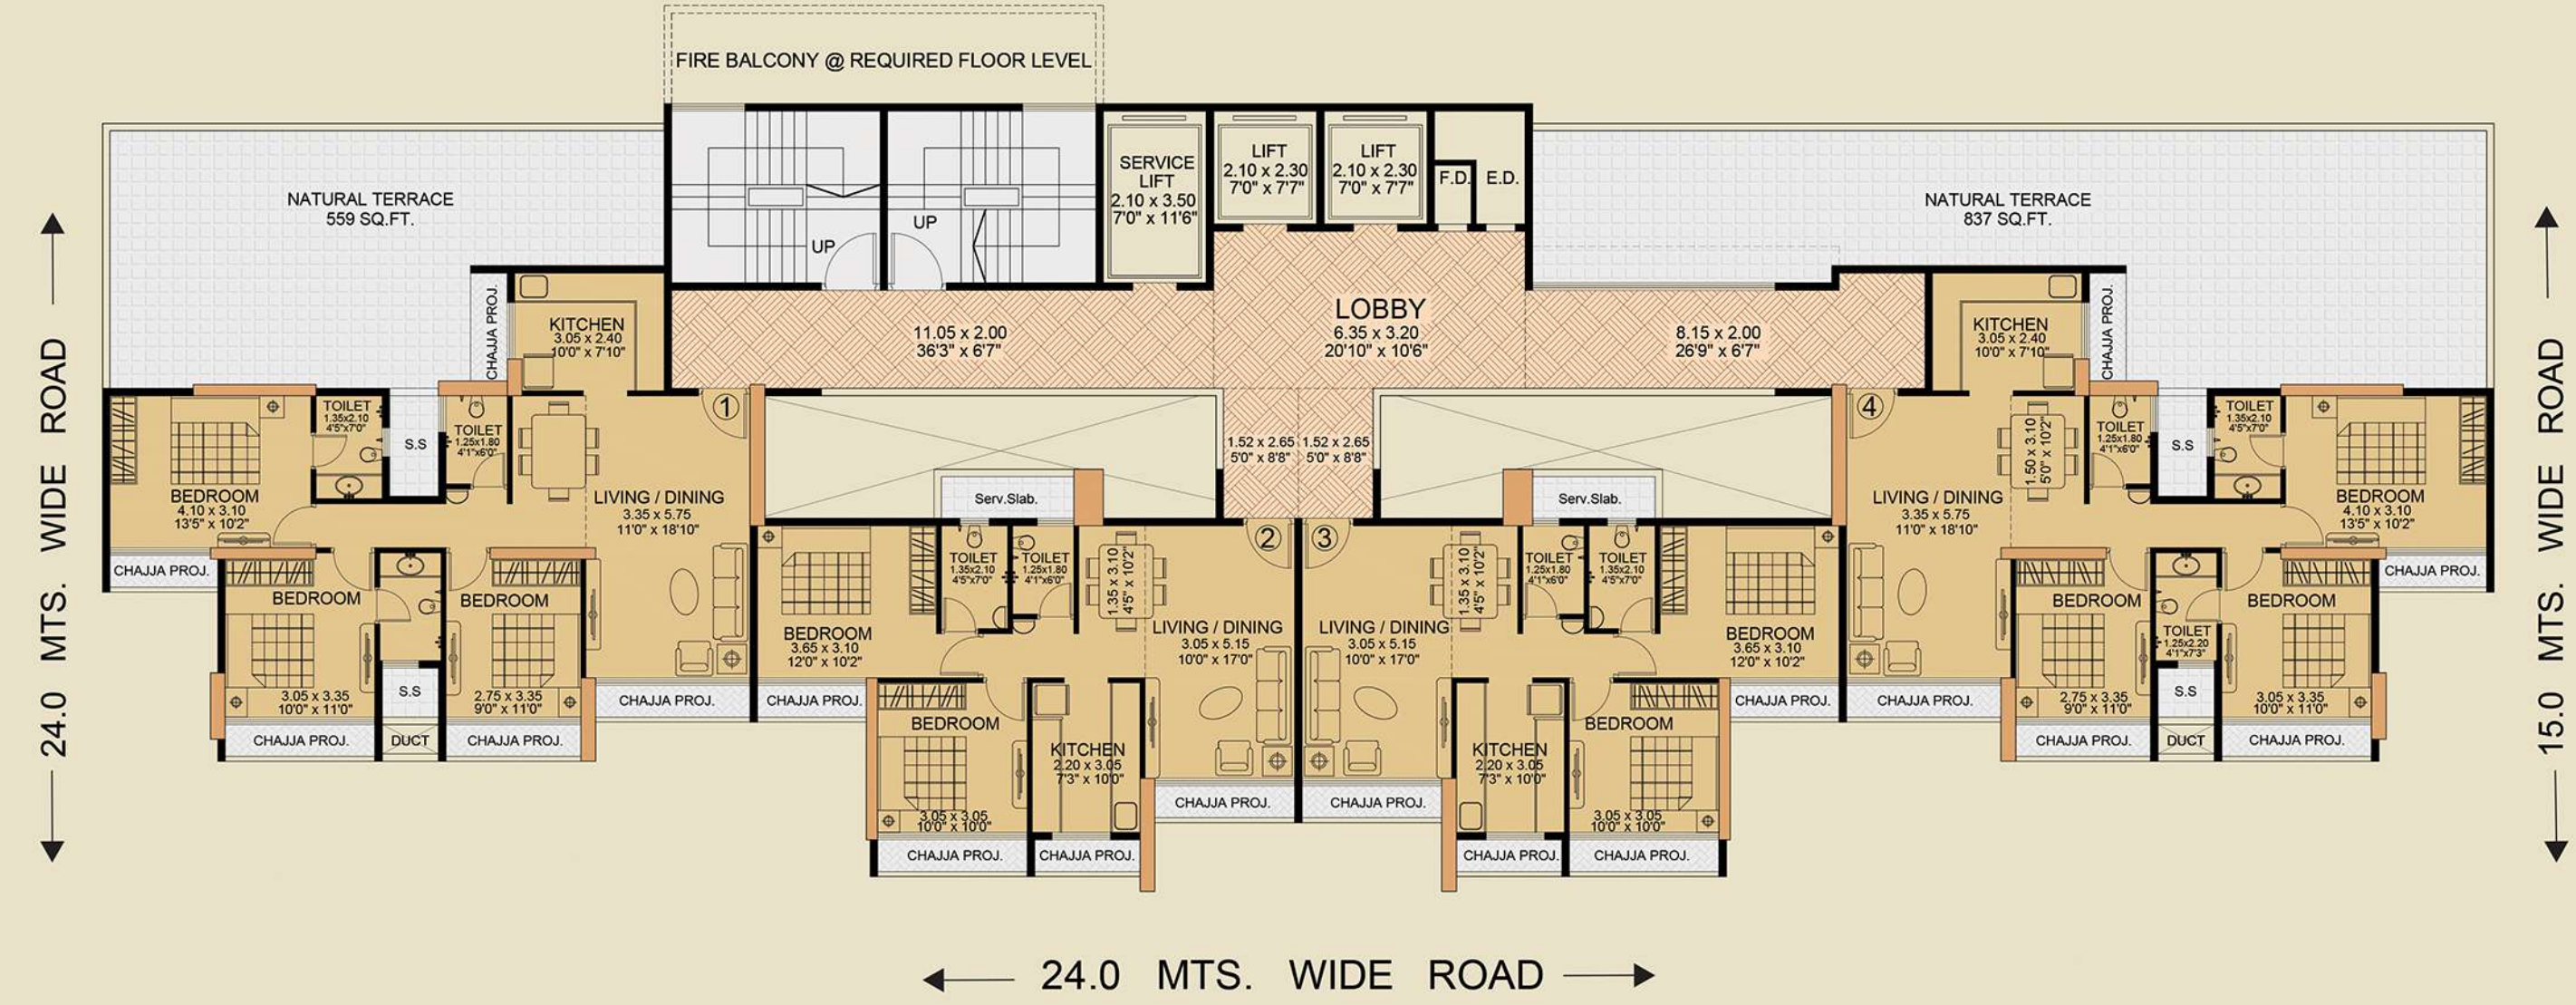 FIRE BALCONY @ REQUIRED FLOOR LEVEL
NATURAL TERRACE
559 SQ.FT.
UP
UP
SERVICE
LIFT
2.10 x 3.50
7'0" x 11'6"
LIFT
2.10 x 2.30
7'0" x 7'7"
LIFT
2.10 x 2.30
7'0" x 7'7"
F.D.
E.D.
NATURAL TERRACE
837 SQ.FT.
24.0 MTS. WIDE ROAD
15.0 MTS. WIDE ROAD
CHAJJA PROJ.
KITCHEN
3.05 x 2.40
10'0" x 7'10"
11.05 x 2.00
36'3" x 6'7"
LOBBY
6.35 x 3.20
20'10" x 10'6"
8.15 x 2.00
26'9" x 6'7"
KITCHEN
3.05 x 2.40
10'0" x 7'10"
CHAJJA PROJ.
BEDROOM
4.10 x 3.10
13'5" x 10'2"
TOILET
1.35x2.10
4'5"x7'0"
S.S
TOILET
1.25x1.80
4'1"x6'0"
1
LIVING / DINING
3.35 x 5.75
11'0" x 18'10"
1.52 x 2.65
5'0" x 8'8"
1.52 x 2.65
5'0" x 8'8"
4
LIVING / DINING
3.35 x 5.75
11'0" x 18'10"
1.50 x 3.10
5'0" x 10'2"
TOILET
1.25x1.80
4'1"x6'0"
S.S
TOILET
1.35x2.10
4'5"x7'0"
BEDROOM
4.10 x 3.10
13'5" x 10'2"
Serv.Slab.
Serv.Slab.
CHAJJA PROJ.
BEDROOM
3.05 x 3.35
10'0" x 11'0"
S.S
BEDROOM
2.75 x 3.35
9'0" x 11'0"
CHAJJA PROJ.
DUCT
CHAJJA PROJ.
CHAJJA PROJ.
BEDROOM
3.65 x 3.10
12'0" x 10'2"
TOILET
1.35x2.10
4'5"x7'0"
TOILET
1.25x1.80
4'1"x6'0"
1.35 x 3.10
4'5" x 10'2"
2
LIVING / DINING
3.05 x 5.15
10'0" x 17'0"
3
LIVING / DINING
3.05 x 5.15
10'0" x 17'0"
1.35 x 3.10
4'5" x 10'2"
TOILET
1.25x1.80
4'1"x6'0"
TOILET
1.35x2.10
4'5"x7'0"
BEDROOM
3.65 x 3.10
12'0" x 10'2"
CHAJJA PROJ.
BEDROOM
3.05 x 3.05
10'0" x 10'0"
KITCHEN
2.20 x 3.05
7'3" x 10'0"
CHAJJA PROJ.
CHAJJA PROJ.
KITCHEN
2.20 x 3.05
7'3" x 10'0"
BEDROOM
3.05 x 3.05
10'0" x 10'0"
CHAJJA PROJ.
CHAJJA PROJ.
CHAJJA PROJ.
CHAJJA PROJ.
CHAJJA PROJ.
CHAJJA PROJ.
CHAJJA PROJ.
BEDROOM
2.75 x 3.35
9'0" x 11'0"
TOILET
1.25x2.20
4'1"x7'3"
S.S
BEDROOM
3.05 x 3.35
10'0" x 11'0"
CHAJJA PROJ.
CHAJJA PROJ.
DUCT
CHAJJA PROJ.
24.0 MTS. WIDE ROAD